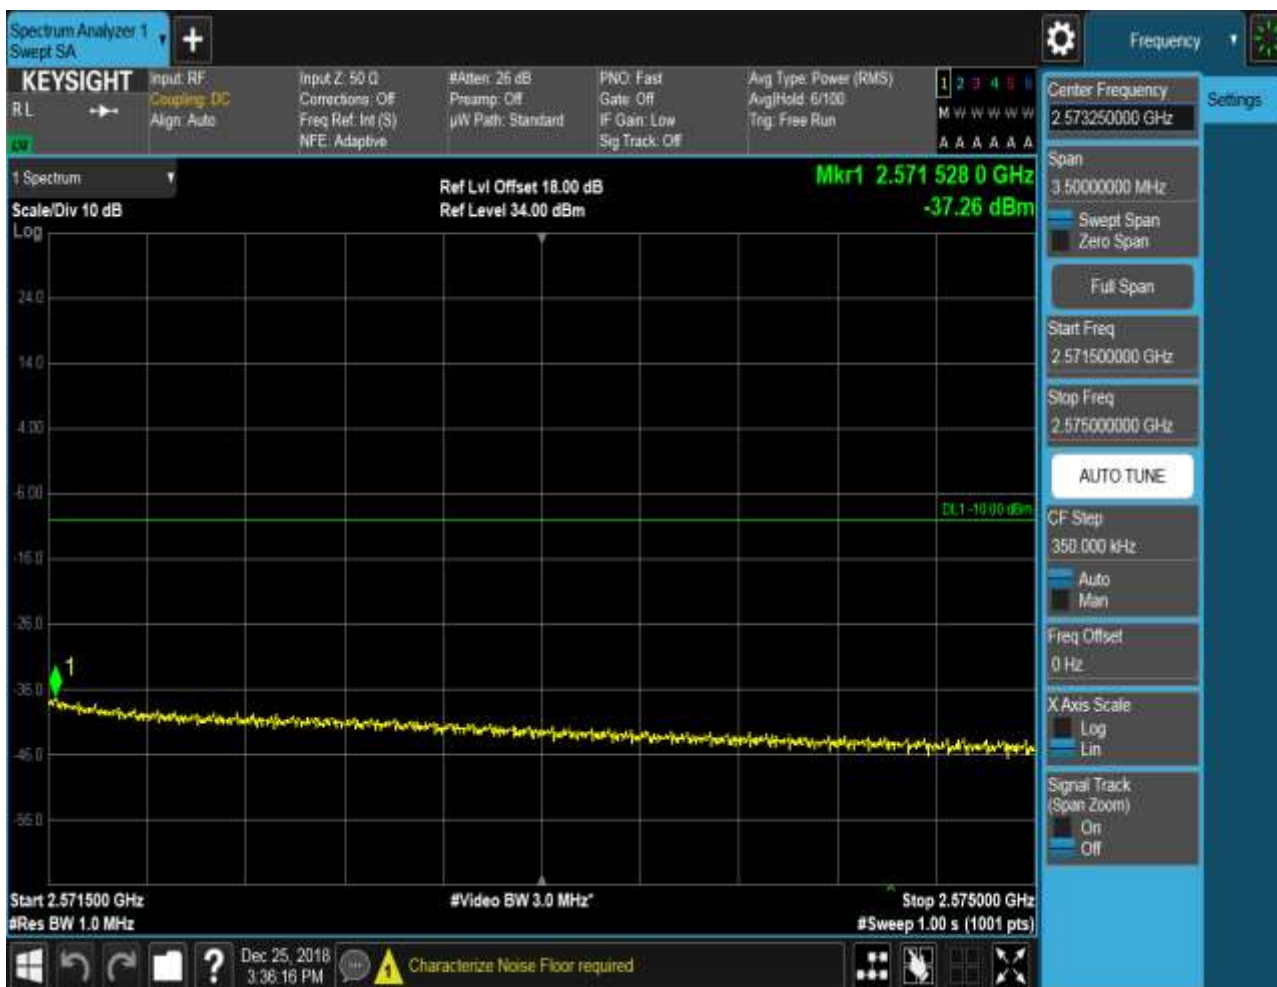 Spectrum Analyzer 1
Swept SA
Frequency
KEYSIGHT
R L
Input: RF
Coupling: DC
Align: Auto
Input Z: 50 Ω
Corrections: Off
Freq Ref: Int (S)
NFE: Adaptive
#Atten: 26 dB
Preamp: Off
µW Path: Standard
PNO: Fast
Gate: Off
IF Gain: Low
Sig Track: Off
Avg Type: Power (RMS)
Avg|Hold: 6/100
Trig: Free Run
1 2 3 4 5 6
M W W W W W
A A A A A A
1 Spectrum
Scale/Div 10 dB
Log
Ref Lvl Offset 18.00 dB
Ref Level 34.00 dBm
Mkr1 2.571 528 0 GHz
-37.26 dBm
24.0
14.0
4.00
-6.00
DL1 -10.00 dBm
-16.0
-26.0
1
-36.0
-46.0
-56.0
Start 2.571500 GHz
#Res BW 1.0 MHz
#Video BW 3.0 MHz*
Stop 2.575000 GHz
#Sweep 1.00 s (1001 pts)
Center Frequency
2.573250000 GHz
Settings
Span
3.50000000 MHz
Swept Span
Zero Span
Full Span
Start Freq
2.571500000 GHz
Stop Freq
2.575000000 GHz
AUTO TUNE
CF Step
350.000 kHz
Auto
Man
Freq Offset
0 Hz
X Axis Scale
Log
Lin
Signal Track
(Span Zoom)
On
Off
?
Dec 25, 2018
3:36:16 PM
1
Characterize Noise Floor required